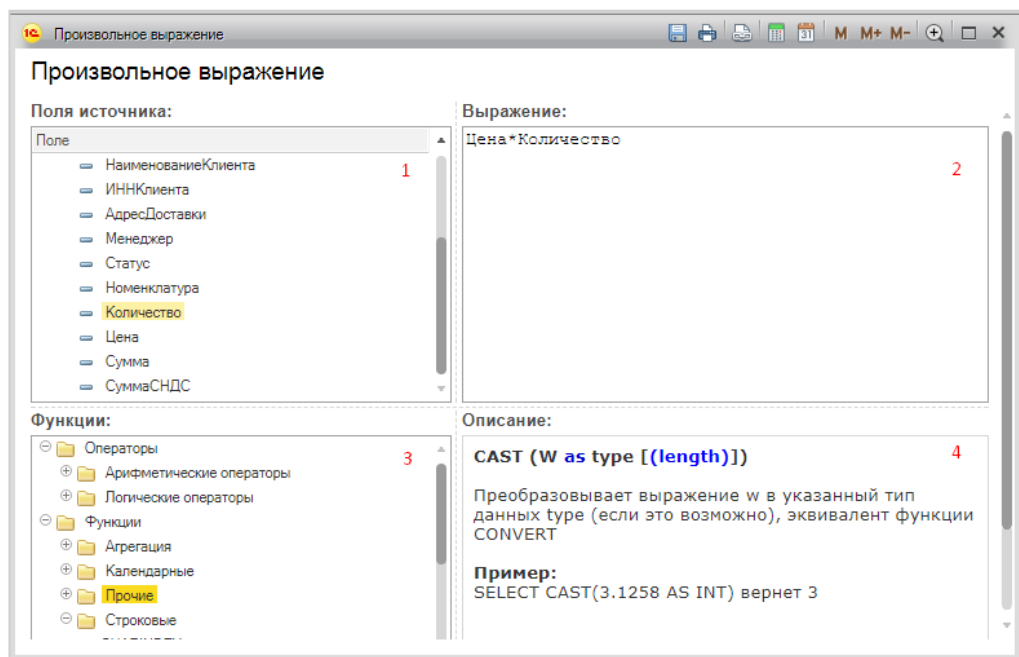 1С Произвольное выражение
31 M M+ M-
Произвольное выражение
Поля источника:
Поле
НаименованиеКлиента
1
ИННКлиента
АдресДоставки
Менеджер
Статус
Номенклатура
Количество
Цена
Сумма
СуммаСНДС
Выражение:
Цена*Количество
2
Функции:
Операторы
3
Арифметические операторы
Логические операторы
Функции
Агрегация
Календарные
Прочие
Строковые
Описание:
CAST (W as type [(length)])
4
Преобразовывает выражение w в указанный тип
данных type (если это возможно), эквивалент функции
CONVERT
Пример:
SELECT CAST(3.1258 AS INT) вернет 3